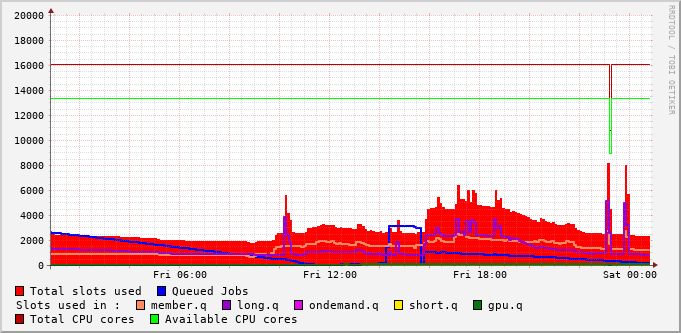 RRDTOOL / TOBI OETIKER
20000
18000
16000
14000
12000
10000
8000
6000
4000
2000
0
Fri 06:00 Fri 12:00 Fri 18:00 Sat 00:00
Total slots used Queued Jobs
Slots used in : member.q long.q ondemand.q short.q gpu.q
Total CPU cores Available CPU cores